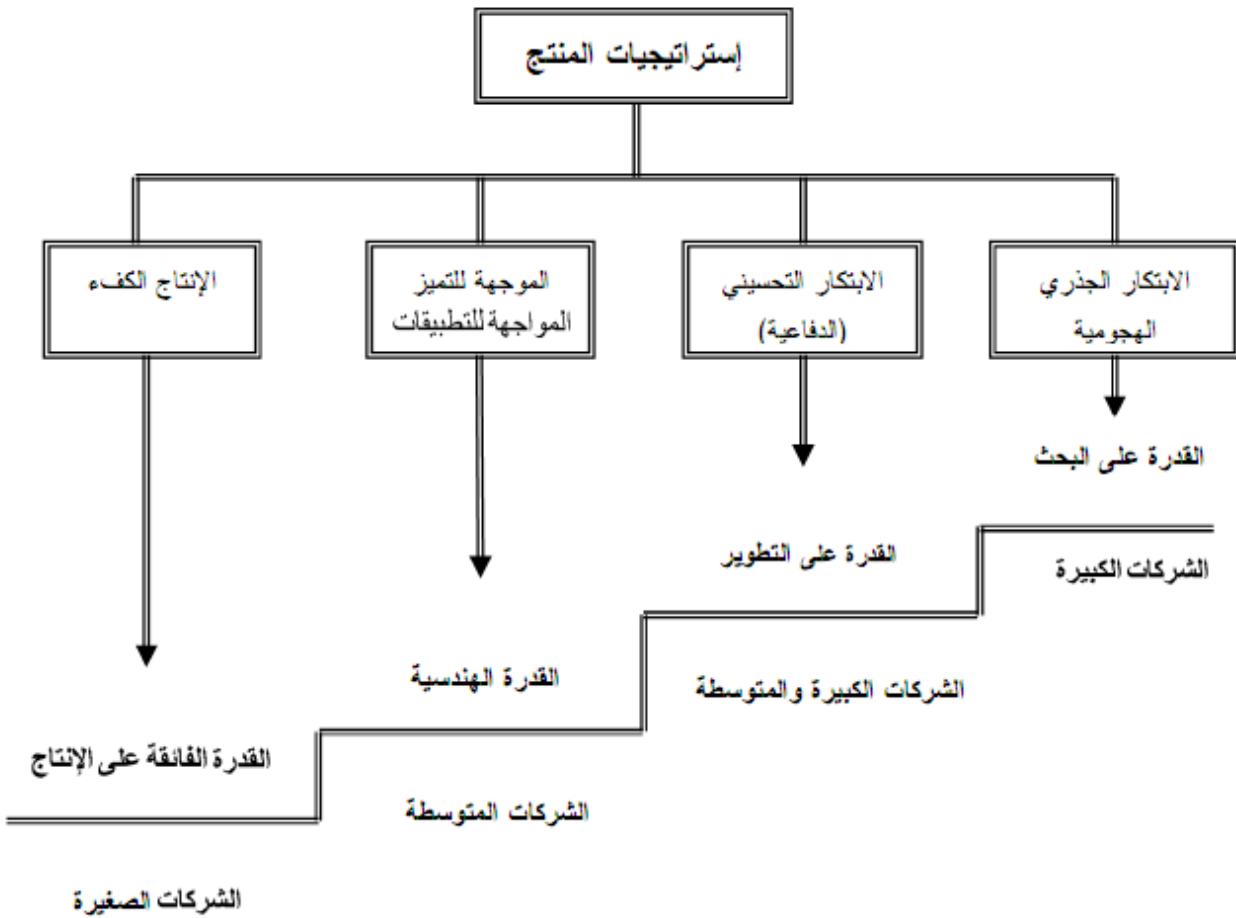 إستراتيجيات المنتج
الابتكار الجذري
الهجومية
الابتكار التحسيني
(الدفاعية)
الموجهة للتميز
المواجهة للتطبيقات
الإنتاج الكفء
القدرة على البحث
الشركات الكبيرة
القدرة على التطوير
الشركات الكبيرة والمتوسطة
القدرة الهندسية
الشركات المتوسطة
القدرة الفائقة على الإنتاج
الشركات الصغيرة